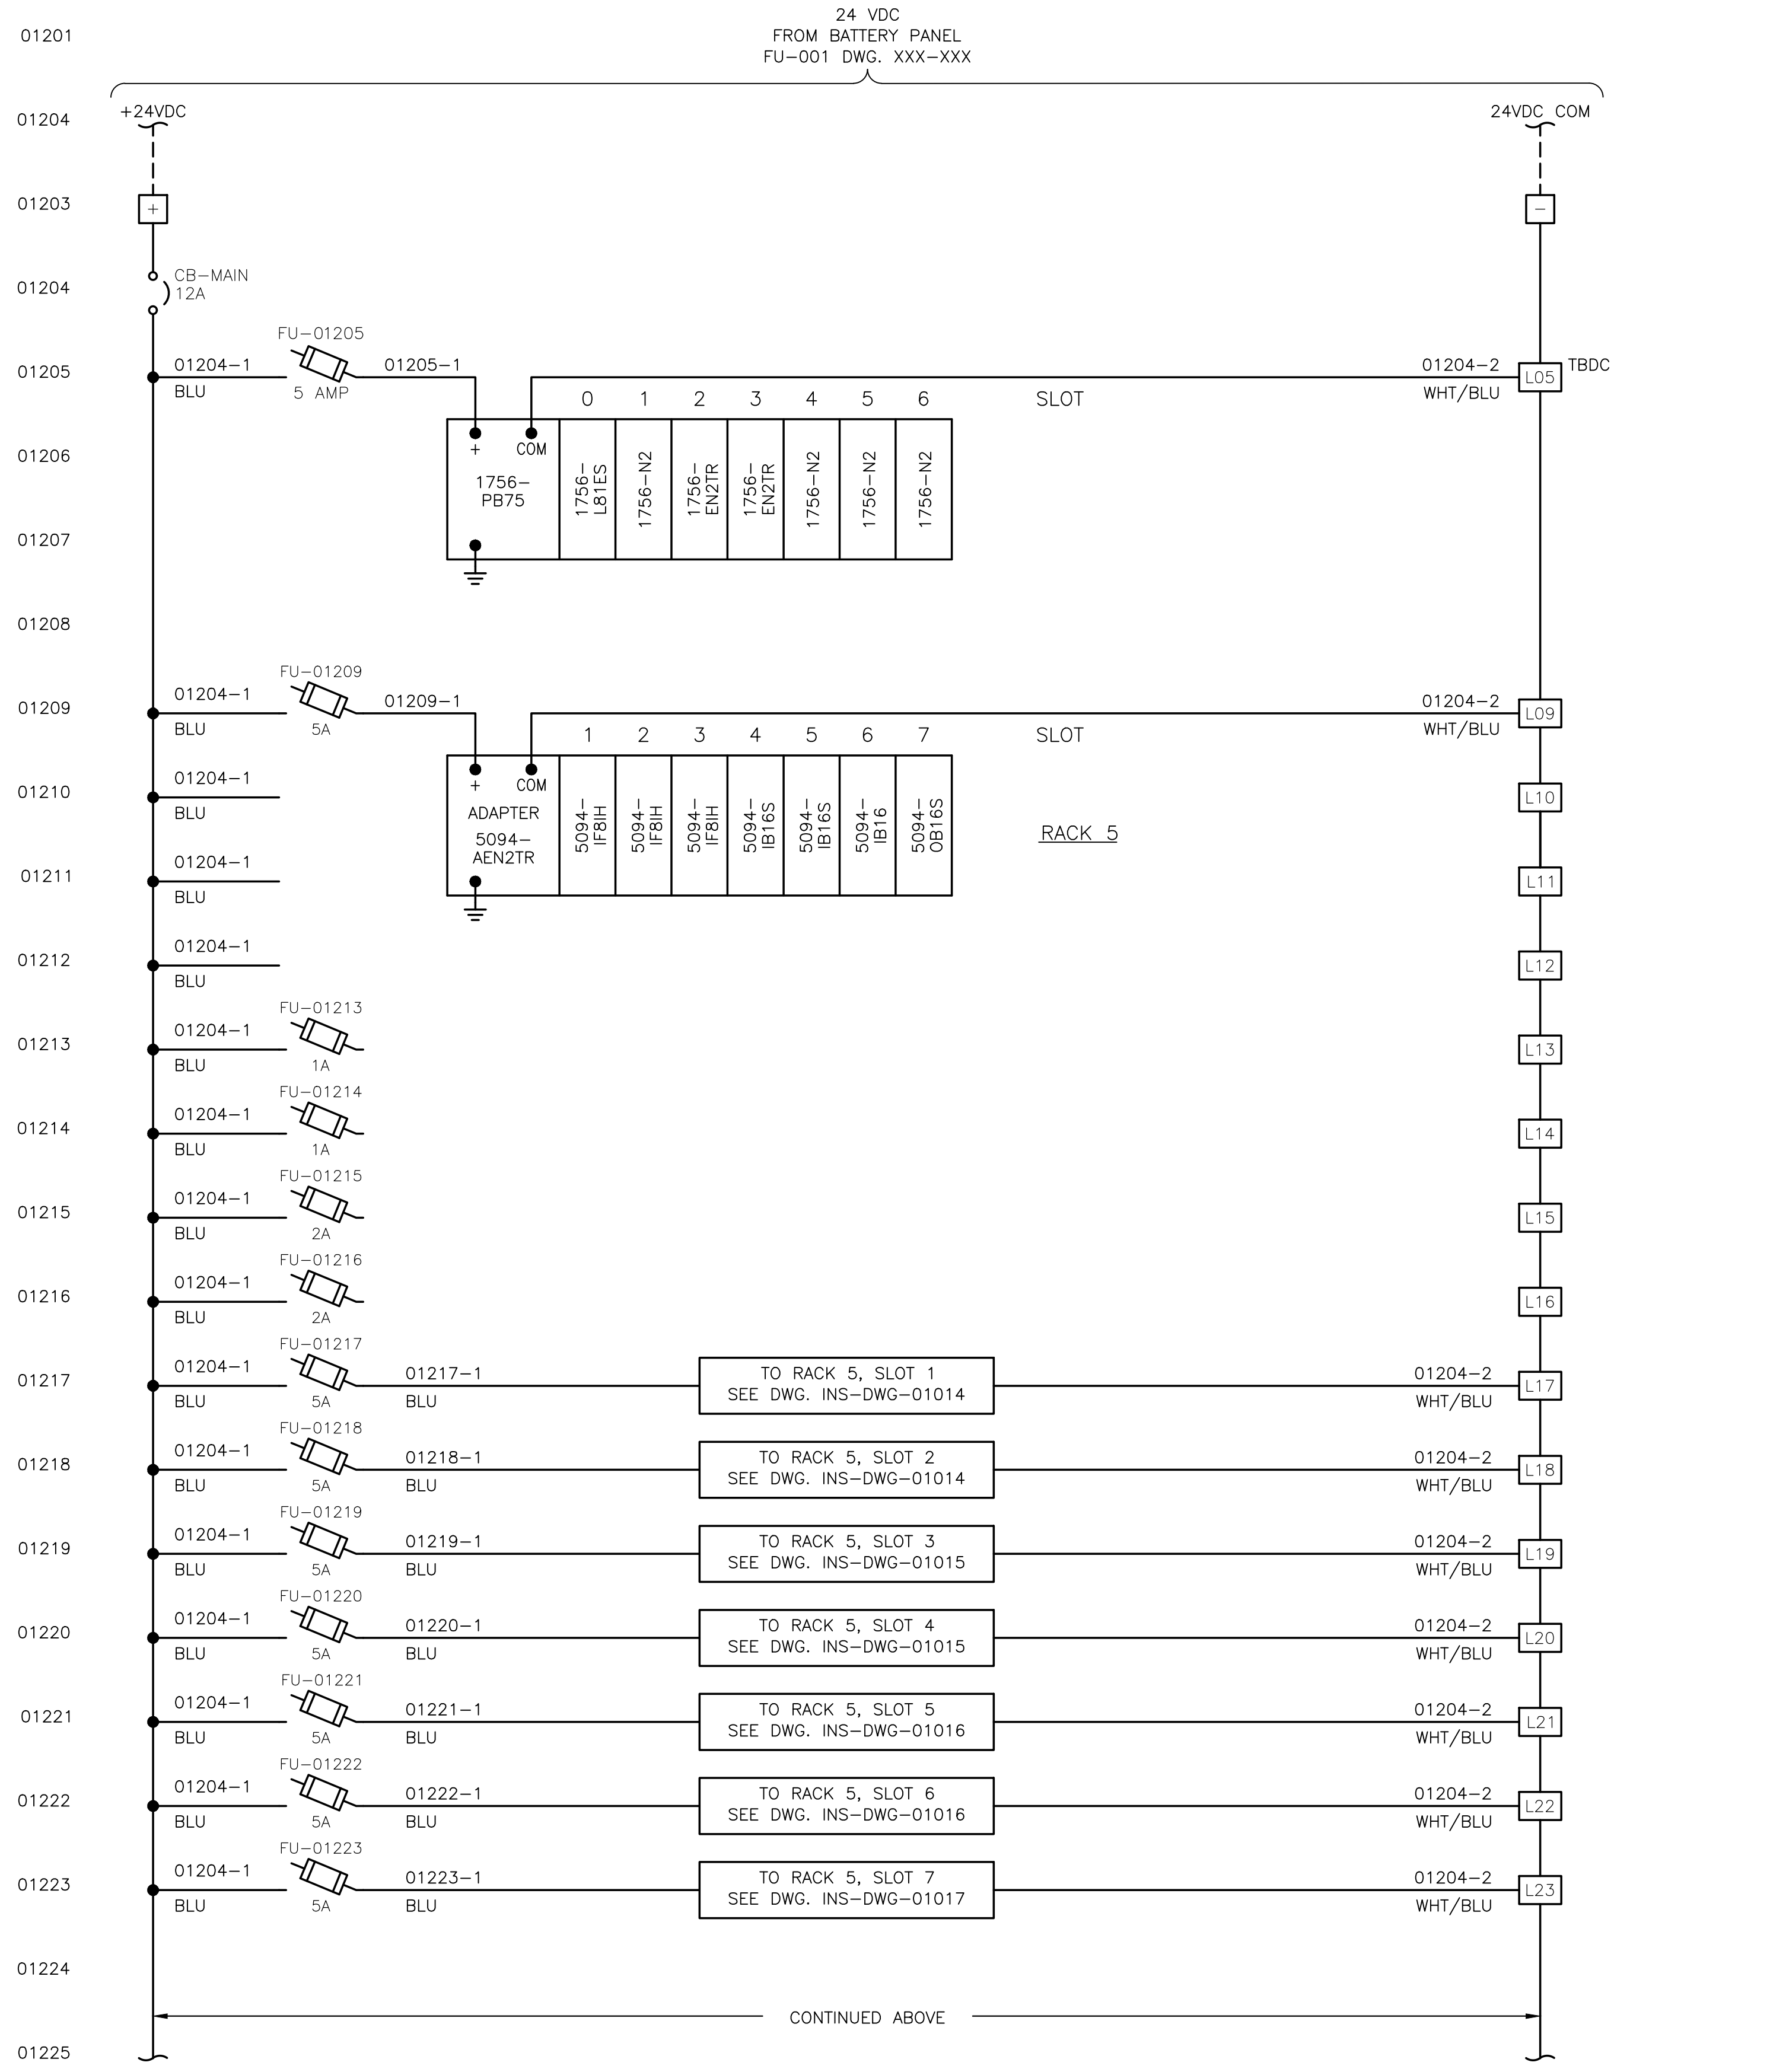 24 VDC
01201
FROM BATTERY PANEL
FU-001 DWG. XXX-XXX
01204
+24VDC
24VDC COM
01203
+
-
01204
CB-MAIN
12A
FU-01205
01205
01204-1
BLU
5 AMP
01205-1
01204-2
WHT/BLU
L05
TBDC
0 1 2 3 4 5 6 SLOT
01206
+
COM
1756-
PB75
1756-
L81ES
1756-N2
1756-
EN2TR
1756-
EN2TR
1756-N2
1756-N2
1756-N2
01207
01208
FU-01209
01209
01204-1
BLU
5A
01209-1
01204-2
WHT/BLU
L09
1 2 3 4 5 6 7 SLOT
+
COM
ADAPTER
5094-
AEN2TR
5094-
IF8IH
5094-
IF8IH
5094-
IF8IH
5094-
IB16S
5094-
IB16S
5094-
IB16
5094-
OB16S
RACK 5
01210
01204-1
BLU
L10
01211
01204-1
BLU
L11
01212
01204-1
BLU
L12
FU-01213
01213
01204-1
BLU
1A
L13
FU-01214
01214
01204-1
BLU
1A
L14
FU-01215
01215
01204-1
BLU
2A
L15
FU-01216
01216
01204-1
BLU
2A
L16
FU-01217
01217
01204-1
BLU
5A
01217-1
BLU
TO RACK 5, SLOT 1
SEE DWG. INS-DWG-01014
01204-2
WHT/BLU
L17
FU-01218
01218
01204-1
BLU
5A
01218-1
BLU
TO RACK 5, SLOT 2
SEE DWG. INS-DWG-01014
01204-2
WHT/BLU
L18
FU-01219
01219
01204-1
BLU
5A
01219-1
BLU
TO RACK 5, SLOT 3
SEE DWG. INS-DWG-01015
01204-2
WHT/BLU
L19
FU-01220
01220
01204-1
BLU
5A
01220-1
BLU
TO RACK 5, SLOT 4
SEE DWG. INS-DWG-01015
01204-2
WHT/BLU
L20
FU-01221
01221
01204-1
BLU
5A
01221-1
BLU
TO RACK 5, SLOT 5
SEE DWG. INS-DWG-01016
01204-2
WHT/BLU
L21
FU-01222
01222
01204-1
BLU
5A
01222-1
BLU
TO RACK 5, SLOT 6
SEE DWG. INS-DWG-01016
01204-2
WHT/BLU
L22
FU-01223
01223
01204-1
BLU
5A
01223-1
BLU
TO RACK 5, SLOT 7
SEE DWG. INS-DWG-01017
01204-2
WHT/BLU
L23
01224
CONTINUED ABOVE
01225